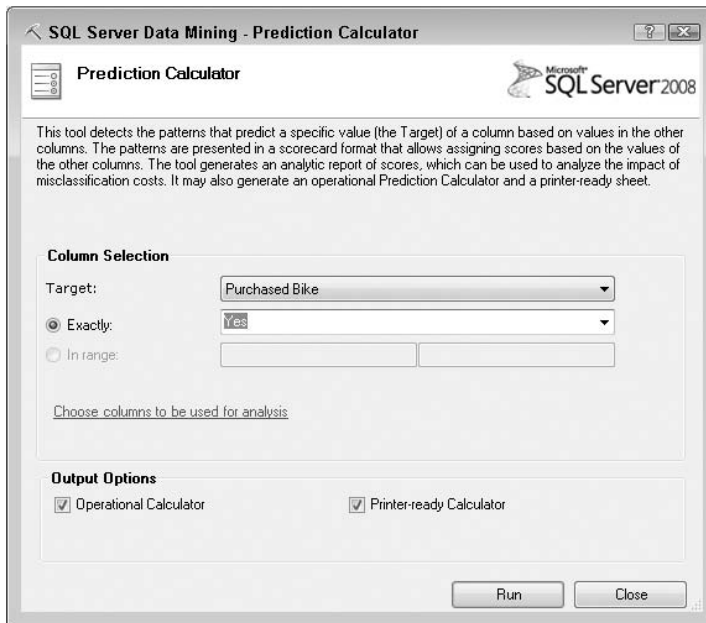 SQL Server Data Mining - Prediction Calculator
?
X
Prediction Calculator
Microsoft
SQL Server 2008
This tool detects the patterns that predict a specific value (the Target) of a column based on values in the other
columns. The patterns are presented in a scorecard format that allows assigning scores based on the values of
the other columns. The tool generates an analytic report of scores, which can be used to analyze the impact of
misclassification costs. It may also generate an operational Prediction Calculator and a printer-ready sheet.
Column Selection
Target: Purchased Bike
Exactly: Yes
In range:
Choose columns to be used for analysis
Output Options
Operational Calculator Printer-ready Calculator
Run Close